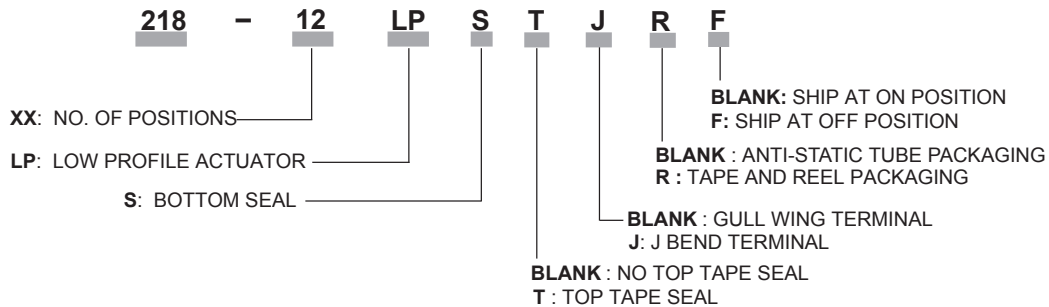 218 – 12 LP S T J R F
BLANK: SHIP AT ON POSITION
F: SHIP AT OFF POSITION
XX: NO. OF POSITIONS
BLANK : ANTI-STATIC TUBE PACKAGING
R : TAPE AND REEL PACKAGING
LP: LOW PROFILE ACTUATOR
S: BOTTOM SEAL
BLANK : GULL WING TERMINAL
J: J BEND TERMINAL
BLANK : NO TOP TAPE SEAL
T : TOP TAPE SEAL